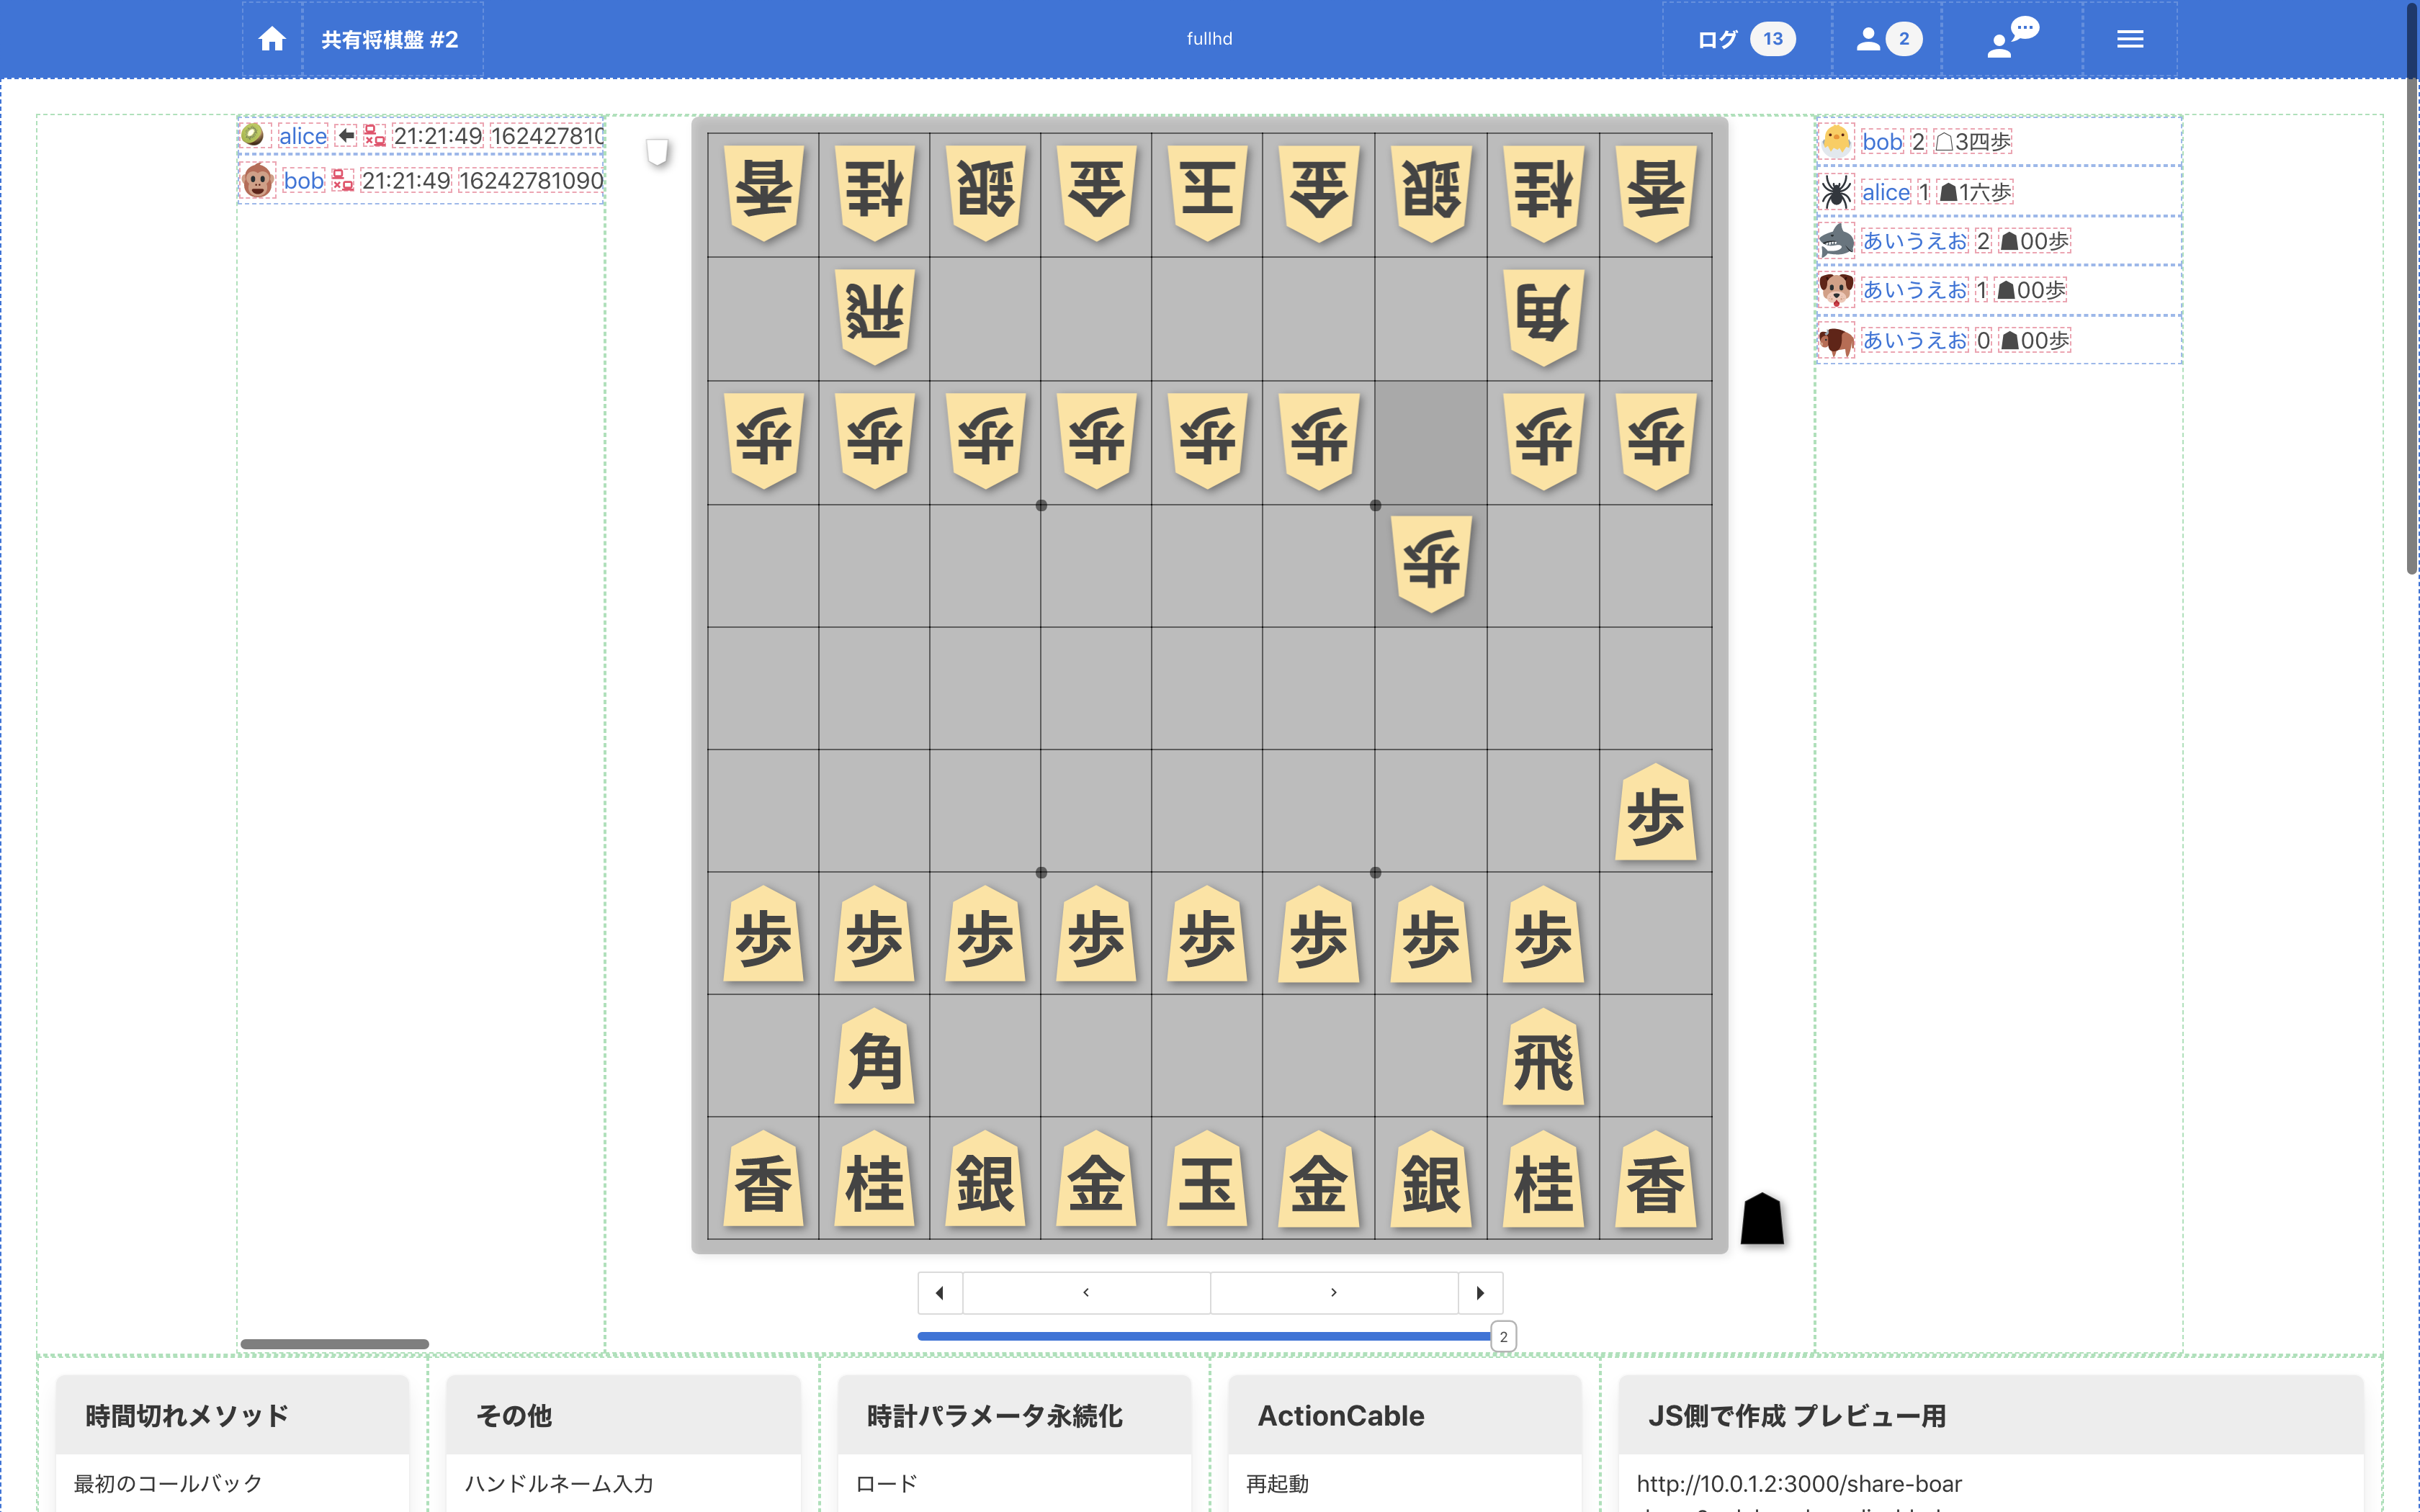 共有将棋盤 #2
fullhd
ログ 13
2
alice 21:21:49 162427810
bob 21:21:49 16242781090
香 桂 銀 金 玉 金 銀 桂 香
飛 角
歩 歩 歩 歩 歩 歩 歩 歩
歩
歩
歩 歩 歩 歩 歩 歩 歩 歩
角 飛
香 桂 銀 金 玉 金 銀 桂 香
bob 2 ☖3四歩
alice 1 ☗1六歩
あいうえお 2 ☗00歩
あいうえお 1 ☗00歩
あいうえお 0 ☗00歩
2
時間切れメソッド
最初のコールバック
その他
ハンドルネーム入力
時計パラメータ永続化
ロード
ActionCable
再起動
JS側で作成 プレビュー用
http://10.0.1.2:3000/share-boar